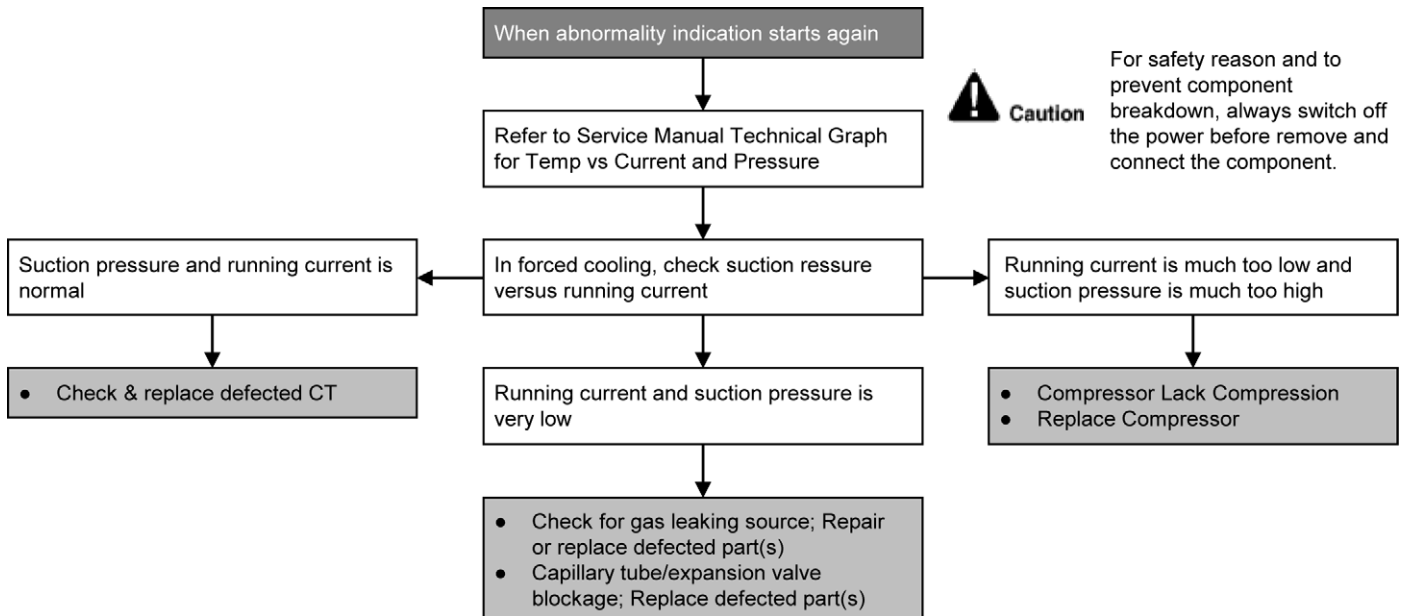 When abnormality indication starts again
For safety reason and to
prevent component
breakdown, always switch off
the power before remove and
connect the component.
Caution
Refer to Service Manual Technical Graph
for Temp vs Current and Pressure
Suction pressure and running current is
normal
In forced cooling, check suction ressure
versus running current
Running current is much too low and
suction pressure is much too high
● Check & replace defected CT
Running current and suction pressure is
very low
● Compressor Lack Compression
● Replace Compressor
● Check for gas leaking source; Repair
or replace defected part(s)
● Capillary tube/expansion valve
blockage; Replace defected part(s)